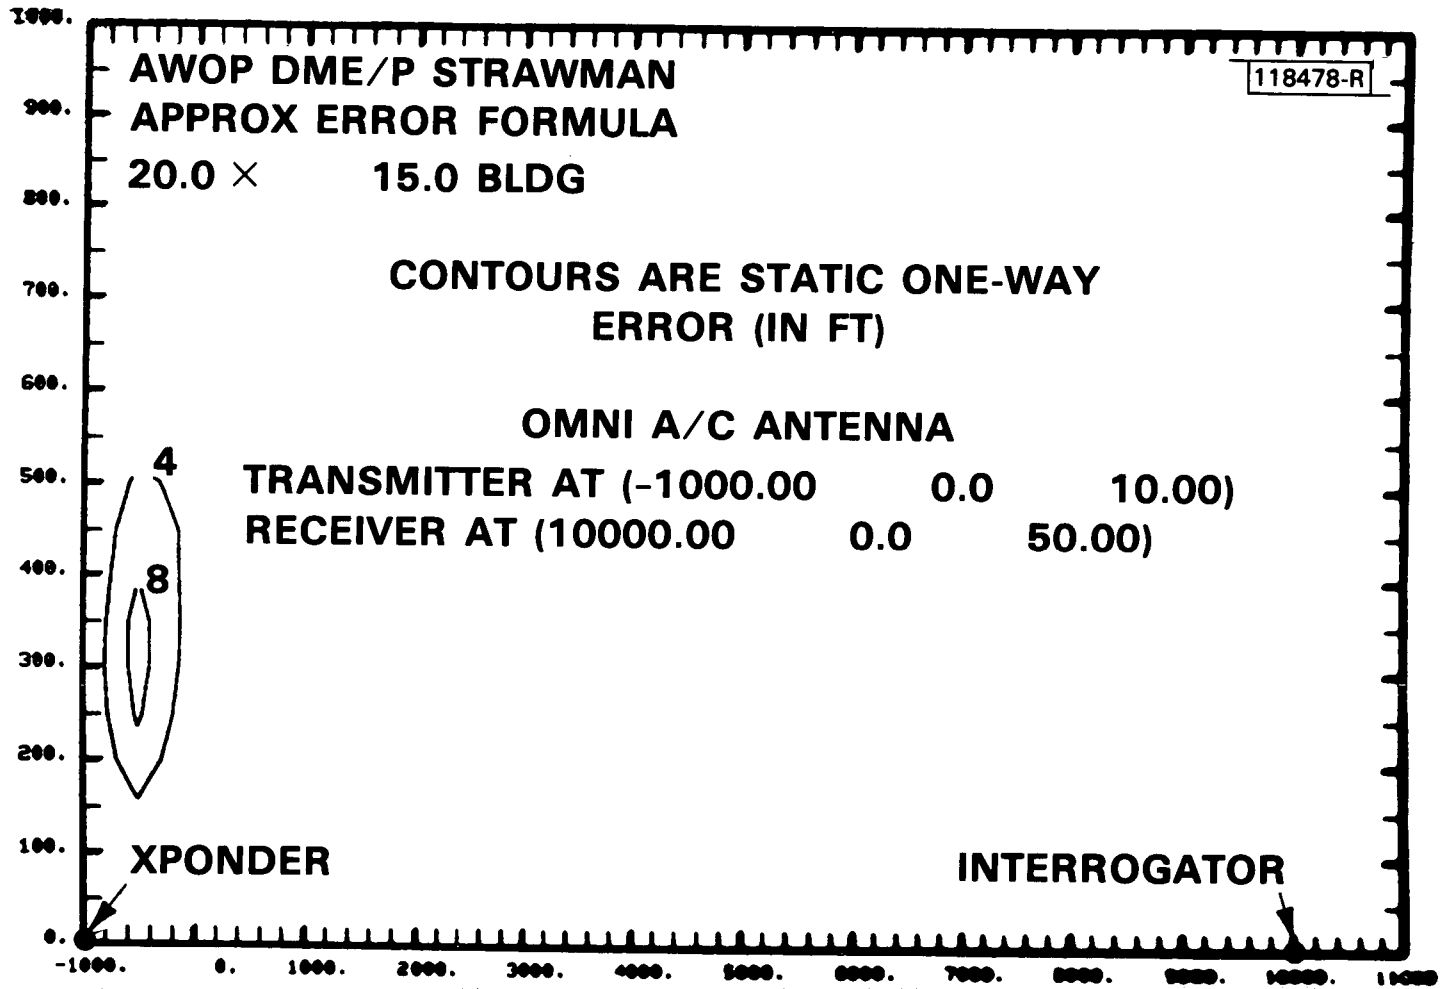 1000.
AWOP DME/P STRAWMAN
118478-R
900.
APPROX ERROR FORMULA
20.0 × 15.0 BLDG
800.
CONTOURS ARE STATIC ONE-WAY
700.
ERROR (IN FT)
600.
OMNI A/C ANTENNA
4
500.
TRANSMITTER AT (-1000.00 0.0 10.00)
RECEIVER AT (10000.00 0.0 50.00)
400.
8
300.
200.
100.
XPONDER
INTERROGATOR
0.
-1000. 0. 1000. 2000. 3000. 4000. 5000. 6000. 7000. 8000. 9000. 10000. 11000